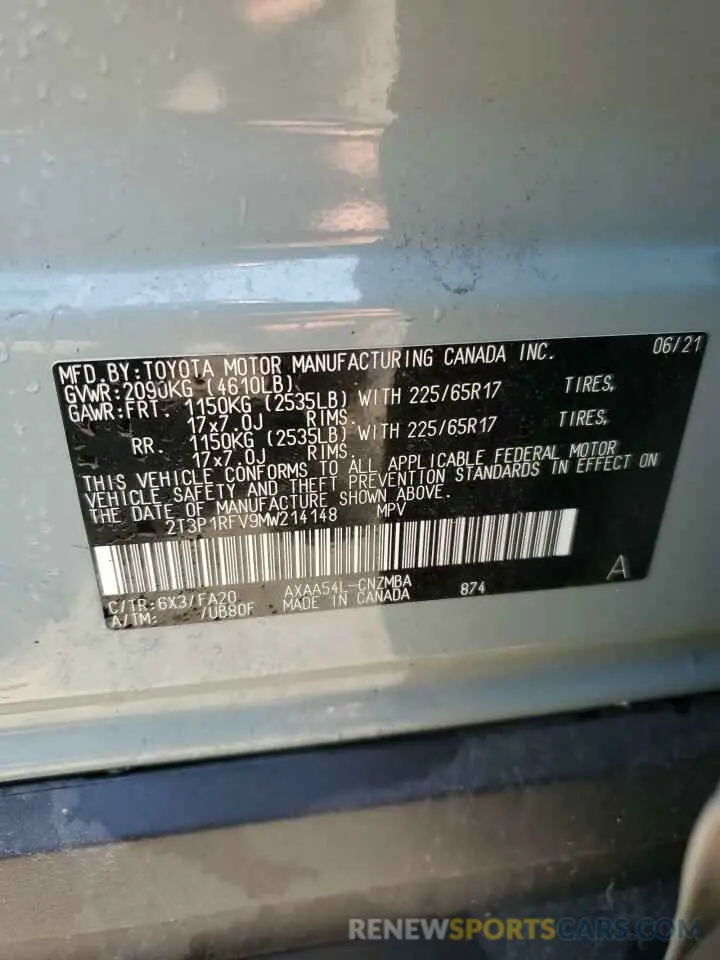 MFD. BY: TOYOTA MOTOR MANUFACTURING CANADA INC. 06/21
GVWR: 2090KG (4610LB)
GAWR: FRT. 1150KG (2535LB) WITH 225/65R17 TIRES,
17x7.0J RIMS.
RR. 1150KG (2535LB) WITH 225/65R17 TIRES,
17x7.0J RIMS.
THIS VEHICLE CONFORMS TO ALL APPLICABLE FEDERAL MOTOR
VEHICLE SAFETY AND THEFT PREVENTION STANDARDS IN EFFECT ON
THE DATE OF MANUFACTURE SHOWN ABOVE.
2T3P1RFV9MW214148 MPV
C/TR: 6X3/FA20 AXAA54L-CNZMBA 874 A
A/TM: /UB80F MADE IN CANADA
RENEWSPORTSCARS.COM